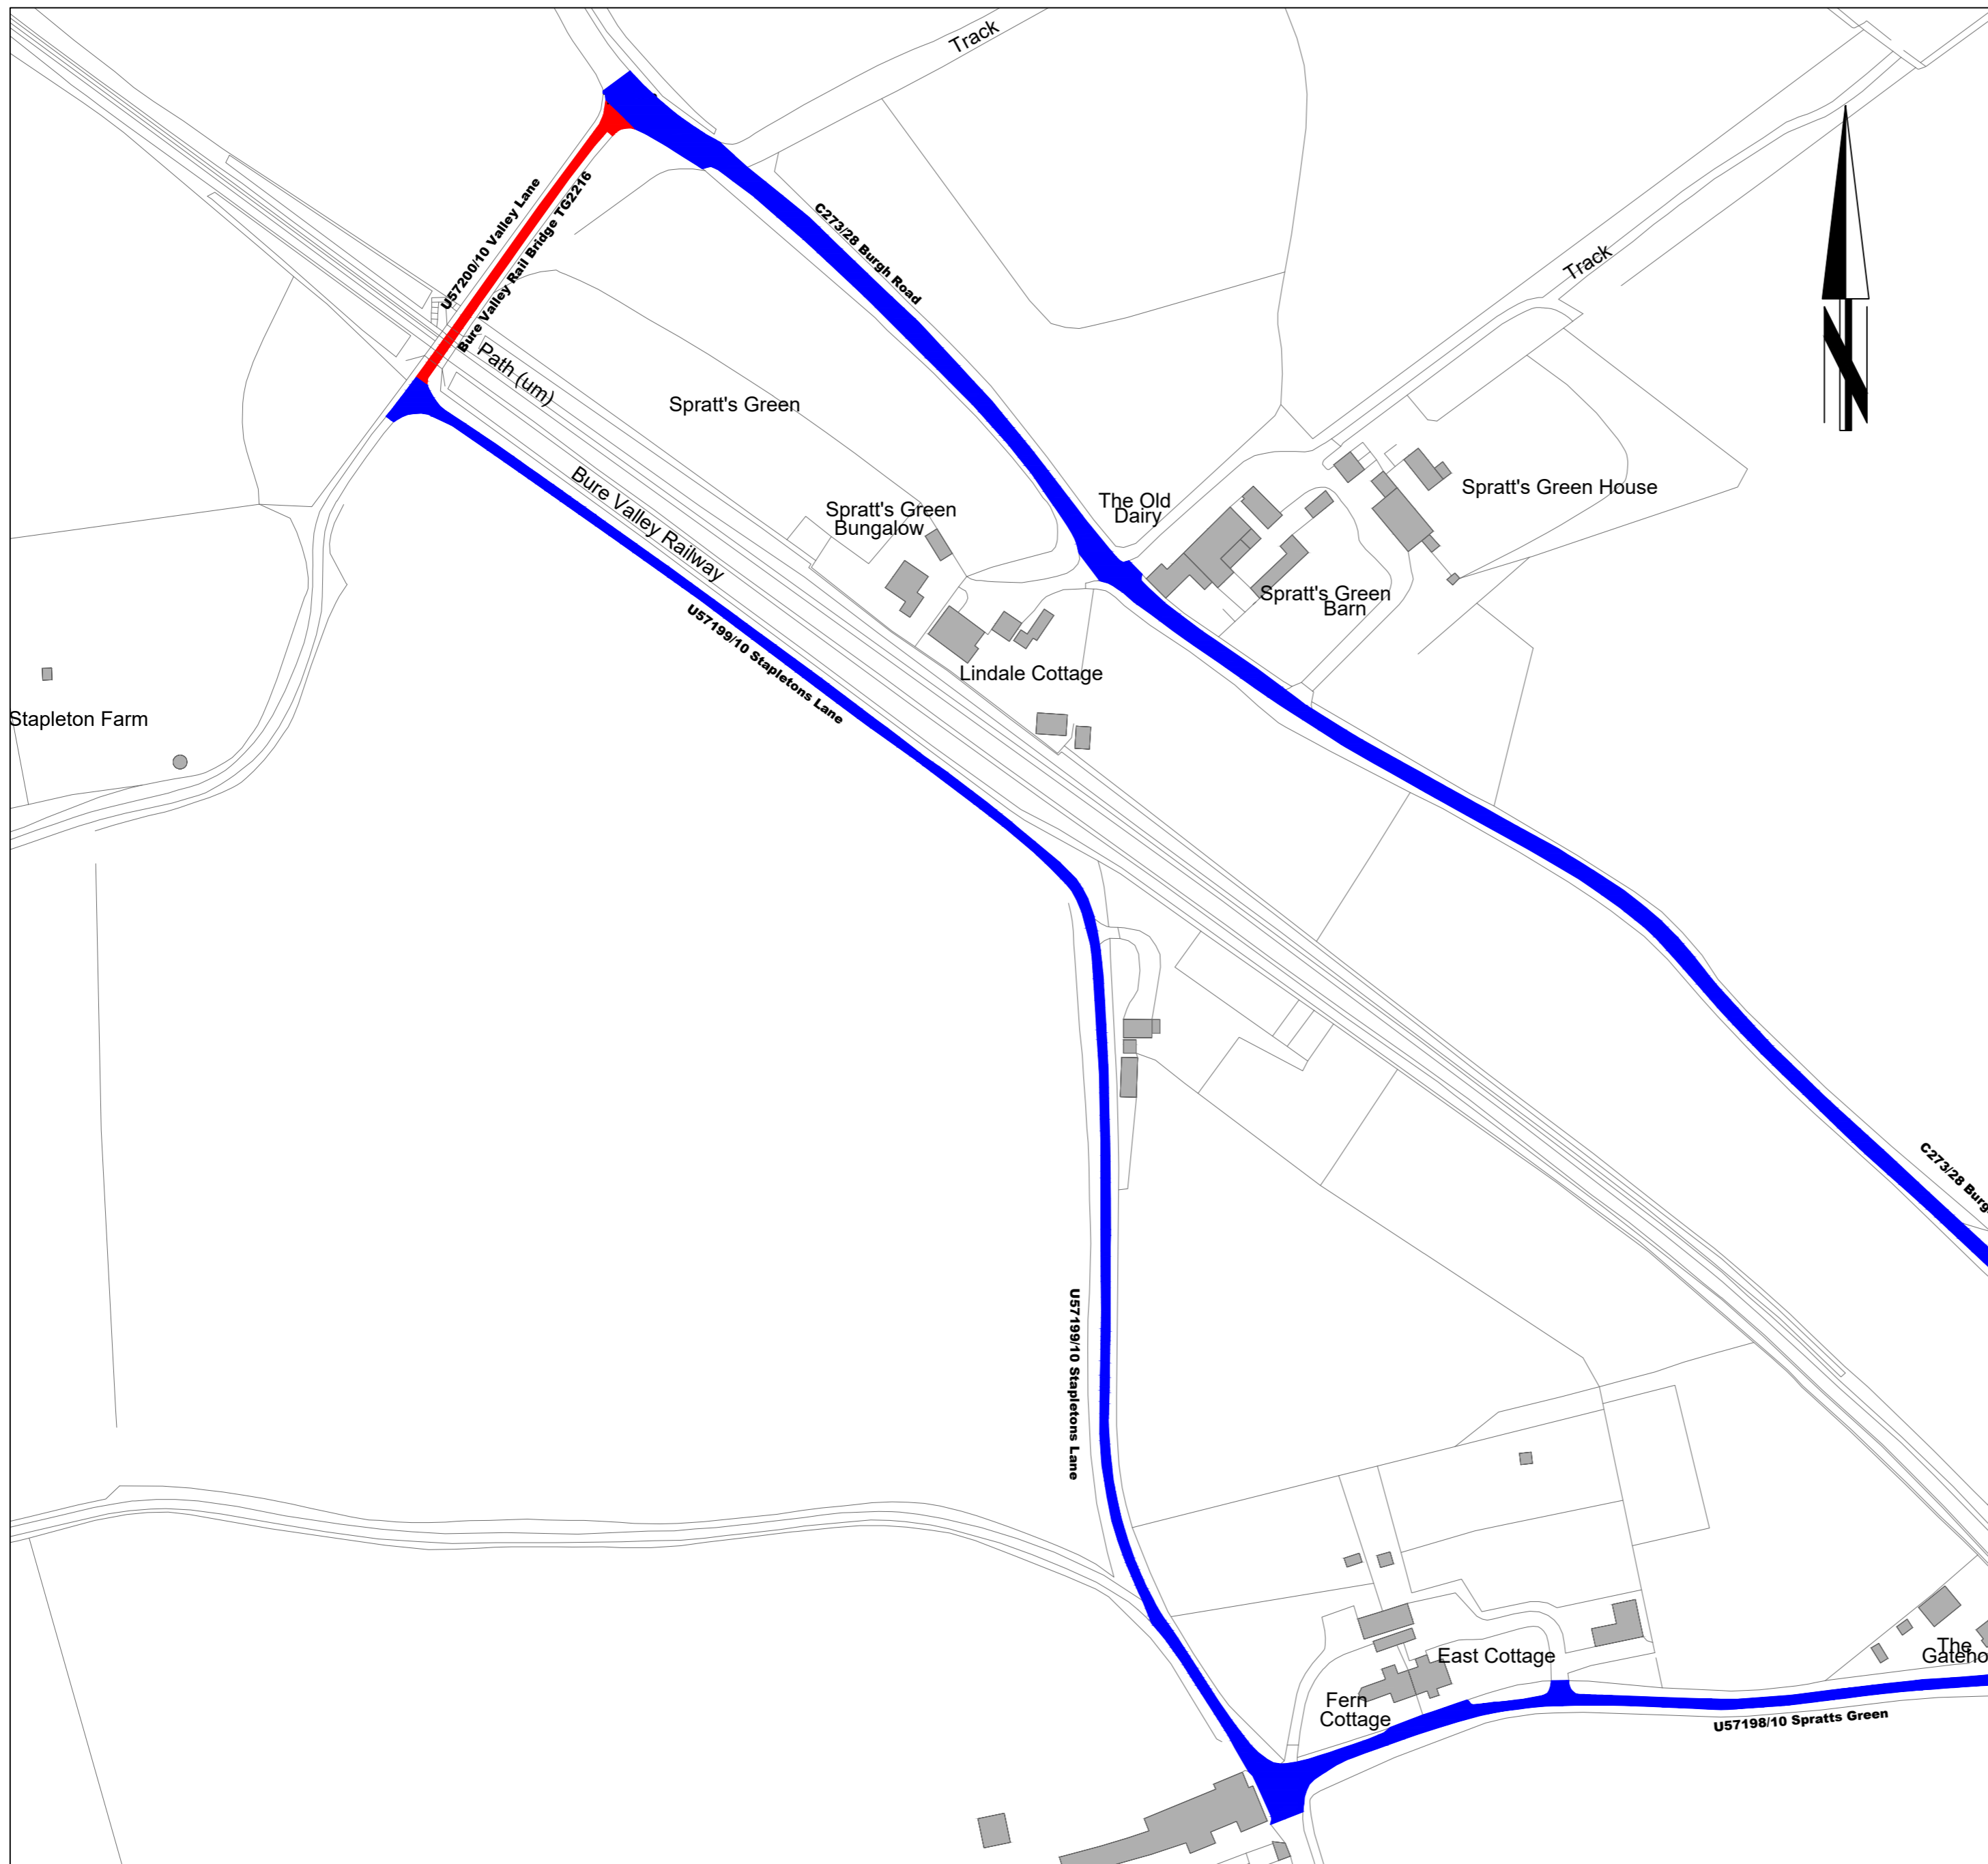 Track
U57200/10 Valley Lane
Bure Valley Rail Bridge TG2216
C273/28 Burgh Road
Track
Path (um)
Spratt's Green
Bure Valley Railway
Spratt's Green
Bungalow
The Old
Dairy
Spratt's Green House
Spratt's Green
Barn
U57199/10 Stapletons Lane
Lindale Cottage
Stapleton Farm
C273/28 Burg
U57199/10 Stapletons Lane
East Cottage
The
Gateho
Fern
Cottage
U57198/10 Spratts Green
N